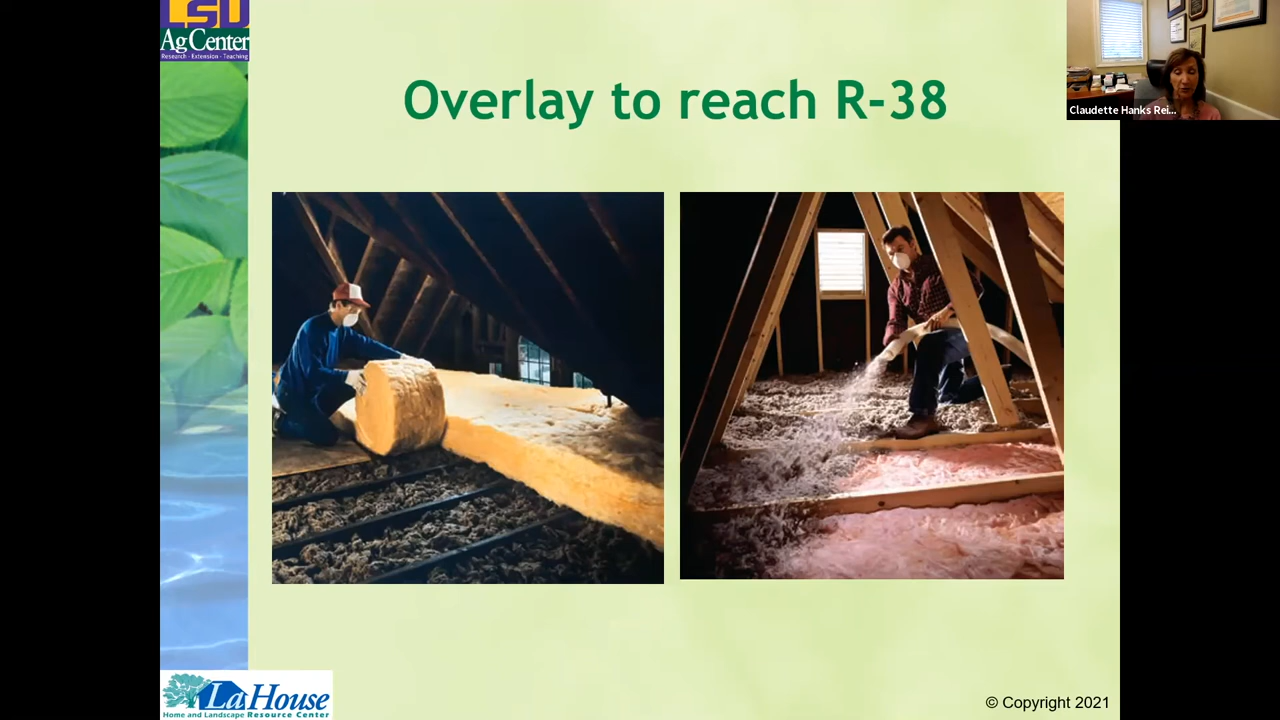 LSU
AgCenter
Research · Extension · Teaching
Overlay to reach R-38
Claudette Hanks Rei...
LaHouse
Home and Landscape Resource Center
© Copyright 2021